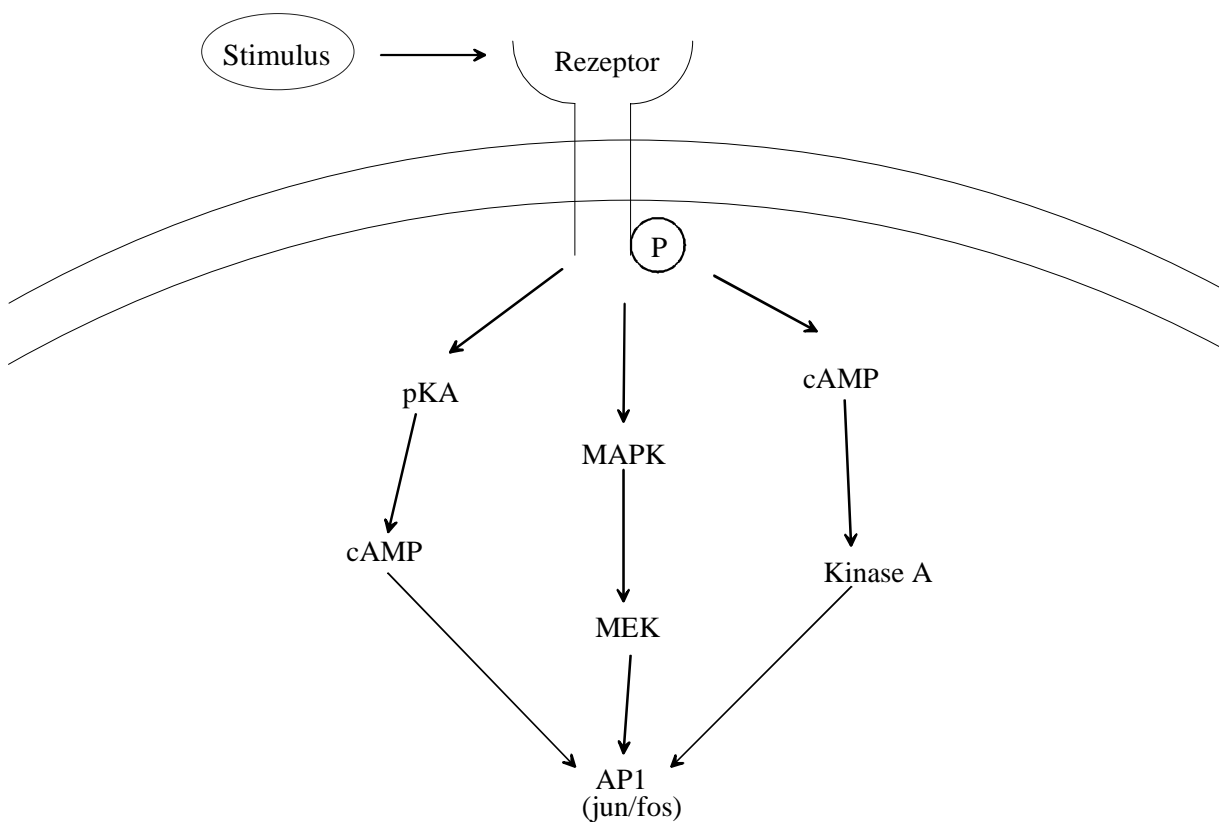 Stimulus
Rezeptor
P
pKA
cAMP
MAPK
cAMP
Kinase A
MEK
AP1
(jun/fos)